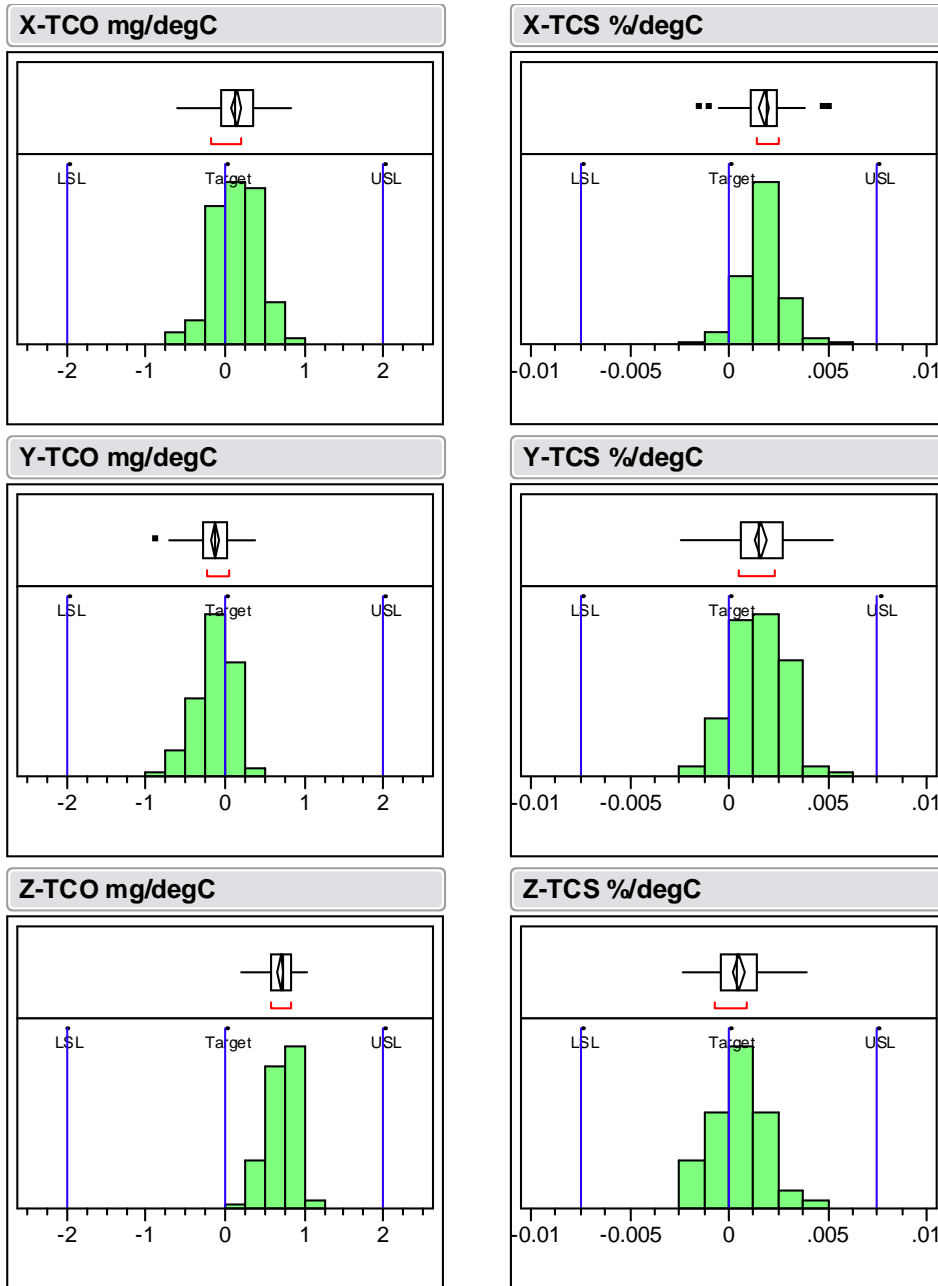 X-TCO mg/degC
LSL Target USL
-2 -1 0 1 2
X-TCS %/degC
LSL Target USL
-0.01 -0.005 0 .005 .01
Y-TCO mg/degC
LSL Target USL
-2 -1 0 1 2
Y-TCS %/degC
LSL Target USL
-0.01 -0.005 0 .005 .01
Z-TCO mg/degC
LSL Target USL
-2 -1 0 1 2
Z-TCS %/degC
LSL Target USL
-0.01 -0.005 0 .005 .01